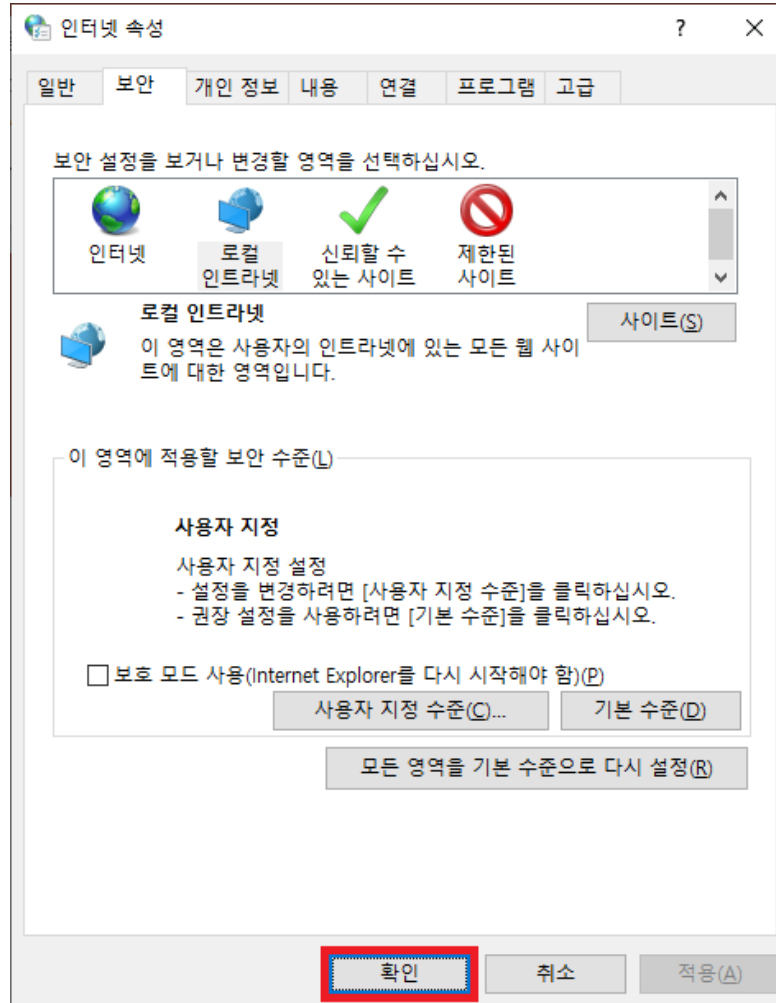 인터넷 속성
?
일반 보안 개인 정보 내용 연결 프로그램 고급
보안 설정을 보거나 변경할 영역을 선택하십시오.
인터넷
로컬
인트라넷
신뢰할 수
있는 사이트
제한된
사이트
로컬 인트라넷
사이트(S)
이 영역은 사용자의 인트라넷에 있는 모든 웹 사이
트에 대한 영역입니다.
이 영역에 적용할 보안 수준(L)
사용자 지정
사용자 지정 설정
- 설정을 변경하려면 [사용자 지정 수준]을 클릭하십시오.
- 권장 설정을 사용하려면 [기본 수준]을 클릭하십시오.
보호 모드 사용(Internet Explorer를 다시 시작해야 함)(P)
사용자 지정 수준(C)... 기본 수준(D)
모든 영역을 기본 수준으로 다시 설정(R)
확인 취소 적용(A)